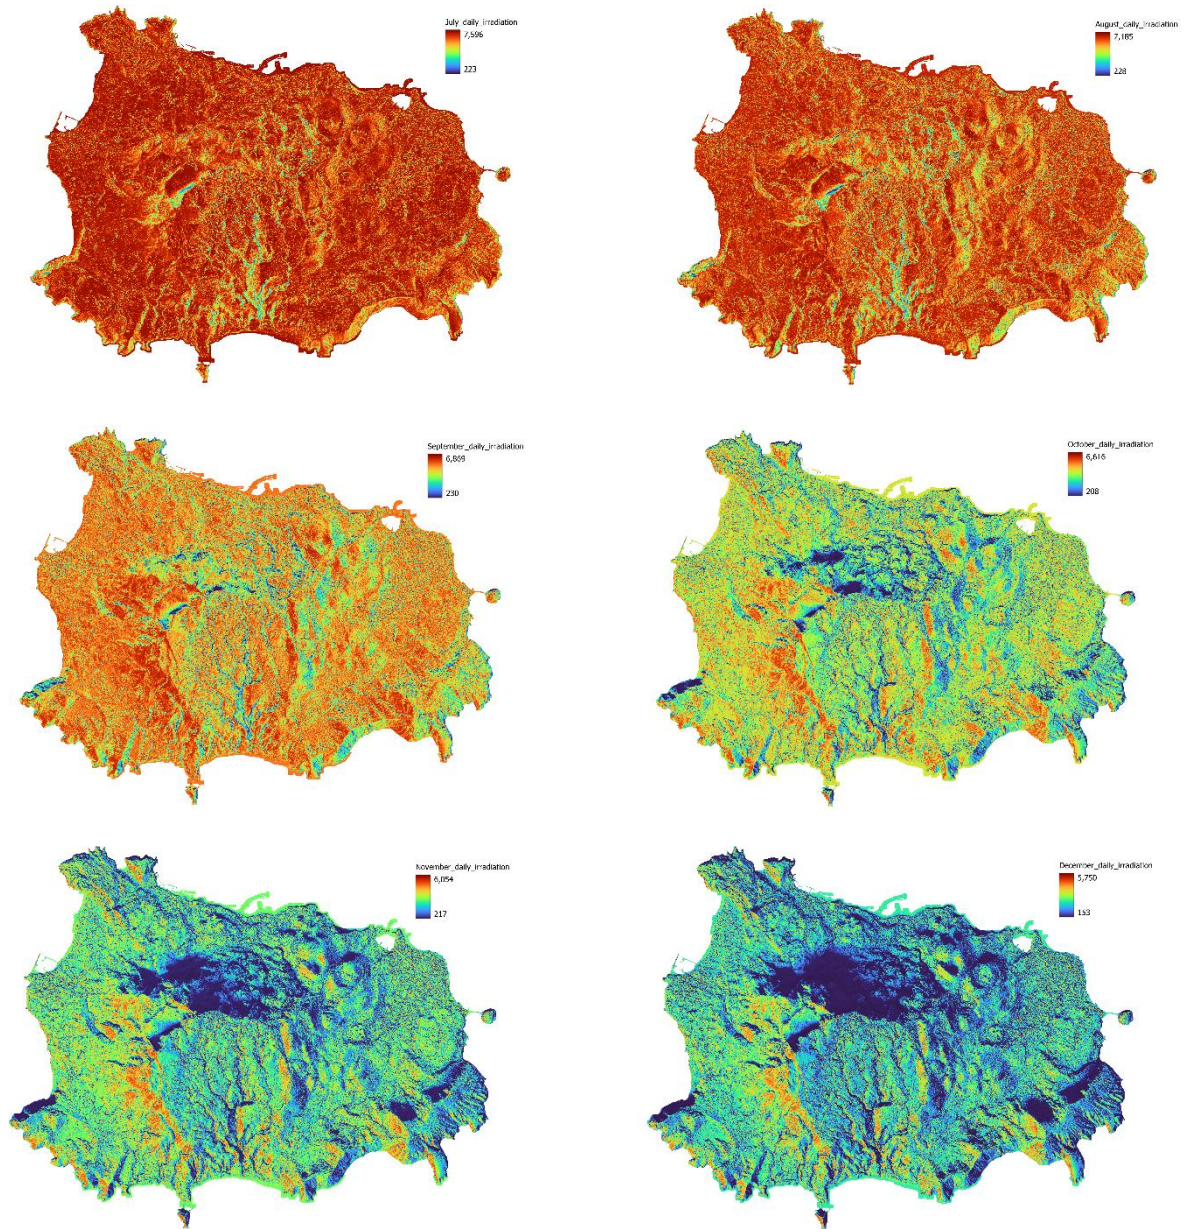 July_daily_irradiation
7,596
223
August_daily_irradiation
7,185
228
September_daily_irradiation
6,869
230
October_daily_irradiation
6,616
208
November_daily_irradiation
6,054
217
December_daily_irradiation
5,750
153